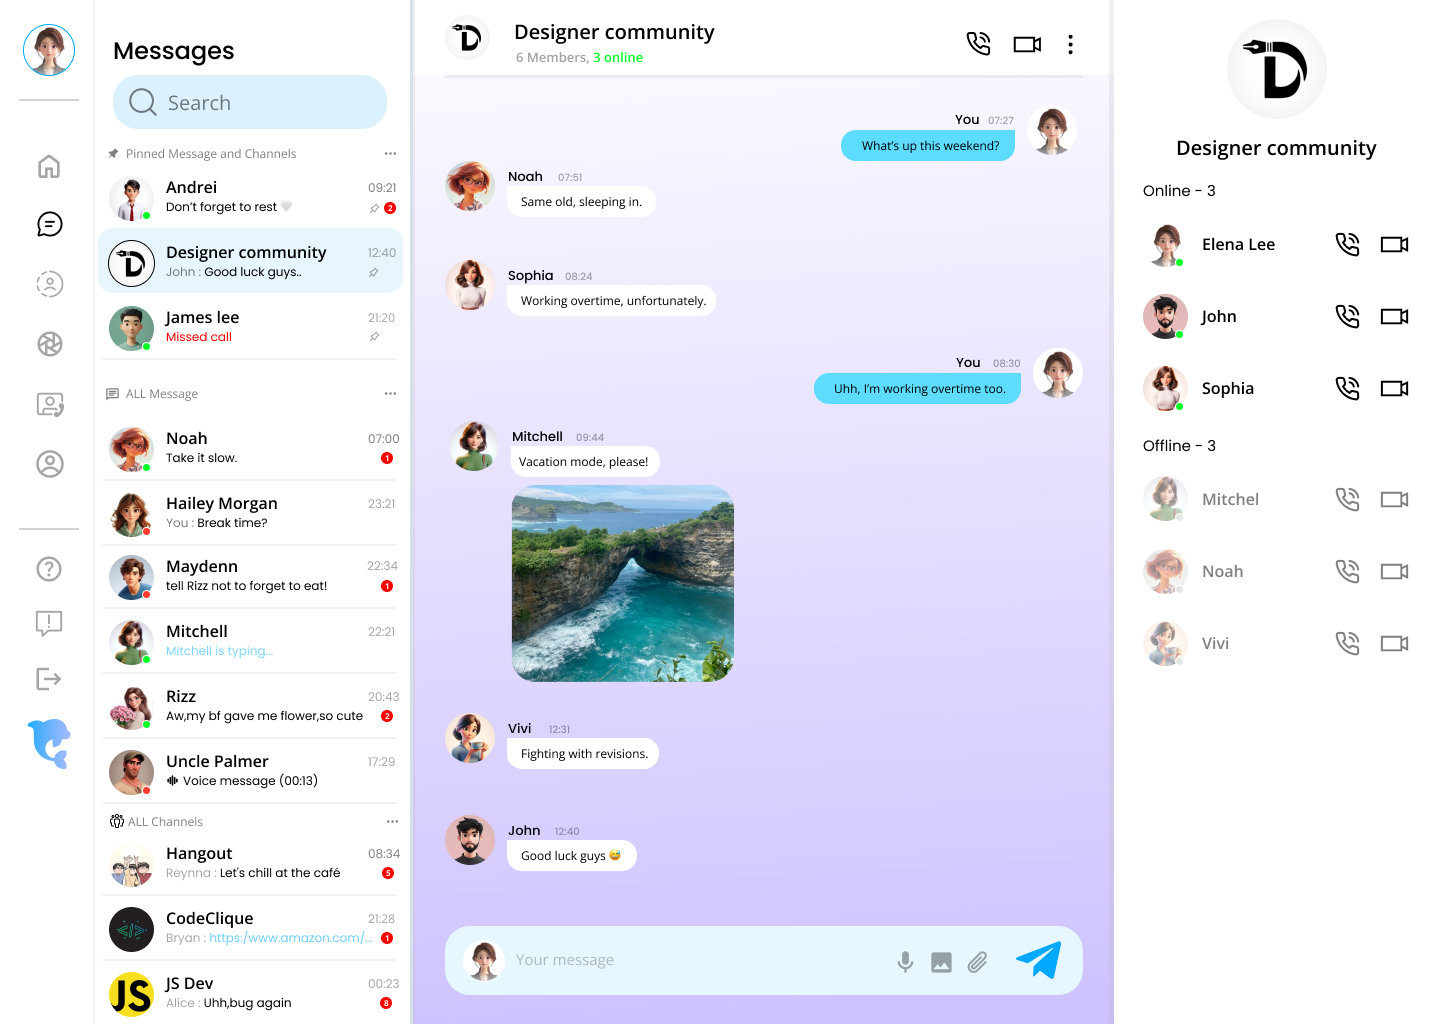 Messages
Search
Pinned Message and Channels
Andrei
09:21
Don't forget to rest 🤍
2
Designer community
12:40
John : Good luck guys..
James lee
21:20
Missed call
ALL Message
Noah
07:00
Take it slow.
1
Hailey Morgan
23:21
You : Break time?
Maydenn
22:34
tell Rizz not to forget to eat!
1
Mitchell
22:21
Mitchell is typing...
Rizz
20:43
Aw,my bf gave me flower,so cute
2
Uncle Palmer
17:29
Voice message (00:13)
ALL Channels
Hangout
08:34
Reynna : Let's chill at the café
5
CodeClique
21:28
Bryan : https:/www.amazon.com/...
1
JS
JS Dev
00:23
Alice : Uhh,bug again
8
Designer community
6 Members, 3 online
You 07:27
What's up this weekend?
Noah 07:51
Same old, sleeping in.
Sophia 08:24
Working overtime, unfortunately.
You 08:30
Uhh, I'm working overtime too.
Mitchell 09:44
Vacation mode, please!
Vivi 12:31
Fighting with revisions.
John 12:40
Good luck guys 😅
Your message
D
Designer community
Online - 3
Elena Lee
John
Sophia
Offline - 3
Mitchel
Noah
Vivi